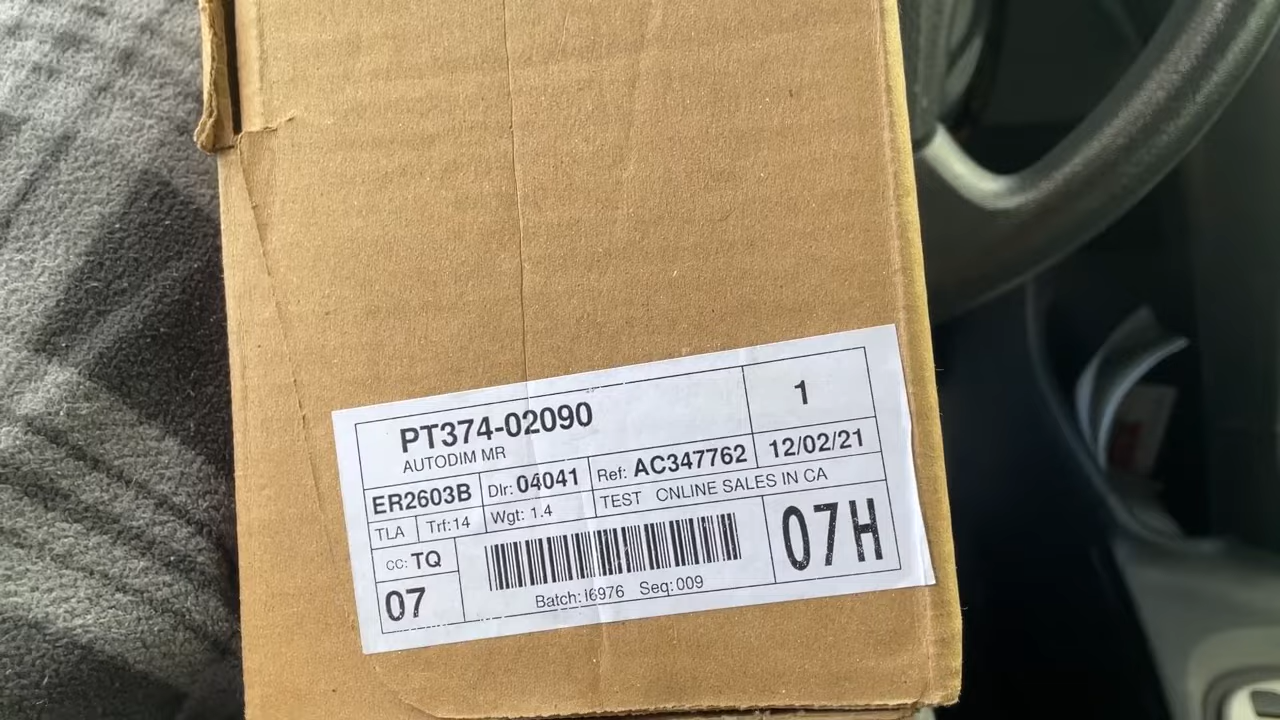 PT374-02090 1
AUTODIM MR
ER2603B Dlr: 04041 Ref: AC347762 12/02/21
TLA Trf: 14 Wgt: 1.4 TEST CNLINE SALES IN CA
CC: TQ 07H
07 Batch: I6976 Seq: 009